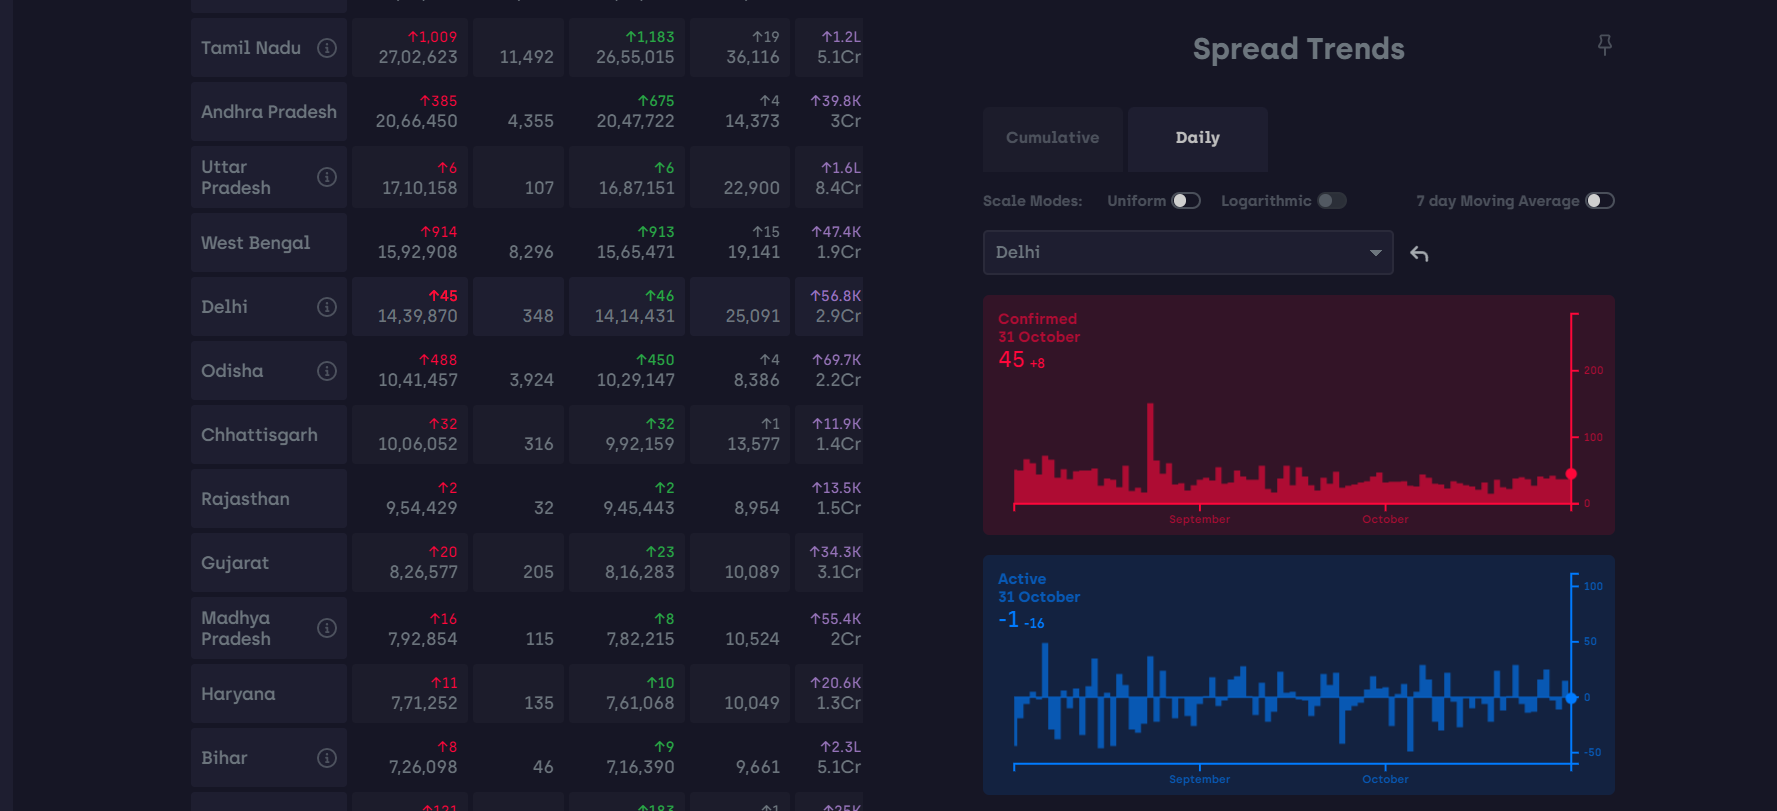 Tamil Nadu
↑1,009 ↑1,183 ↑19 ↑1.2L
27,02,623 11,492 26,55,015 36,116 5.1Cr
Andhra Pradesh
↑385 ↑675 ↑4 ↑39.8K
20,66,450 4,355 20,47,722 14,373 3Cr
Uttar
Pradesh
↑6 ↑6 ↑1.6L
17,10,158 107 16,87,151 22,900 8.4Cr
West Bengal
↑914 ↑913 ↑15 ↑47.4K
15,92,908 8,296 15,65,471 19,141 1.9Cr
Delhi
↑45 ↑46 ↑56.8K
14,39,870 348 14,14,431 25,091 2.9Cr
Odisha
↑488 ↑450 ↑4 ↑69.7K
10,41,457 3,924 10,29,147 8,386 2.2Cr
Chhattisgarh
↑32 ↑32 ↑1 ↑11.9K
10,06,052 316 9,92,159 13,577 1.4Cr
Rajasthan
↑2 ↑2 ↑13.5K
9,54,429 32 9,45,443 8,954 1.5Cr
Gujarat
↑20 ↑23 ↑34.3K
8,26,577 205 8,16,283 10,089 3.1Cr
Madhya
Pradesh
↑16 ↑8 ↑55.4K
7,92,854 115 7,82,215 10,524 2Cr
Haryana
↑11 ↑10 ↑20.6K
7,71,252 135 7,61,068 10,049 1.3Cr
Bihar
↑8 ↑9 ↑2.3L
7,26,098 46 7,16,390 9,661 5.1Cr
↑121 ↑183 ↑1 ↑25K
Spread Trends
Cumulative Daily
Scale Modes: Uniform Logarithmic 7 day Moving Average
Delhi
Confirmed
31 October
45 +8
200
100
0
September October
Active
31 October
-1 -16
100
50
0
-50
September October